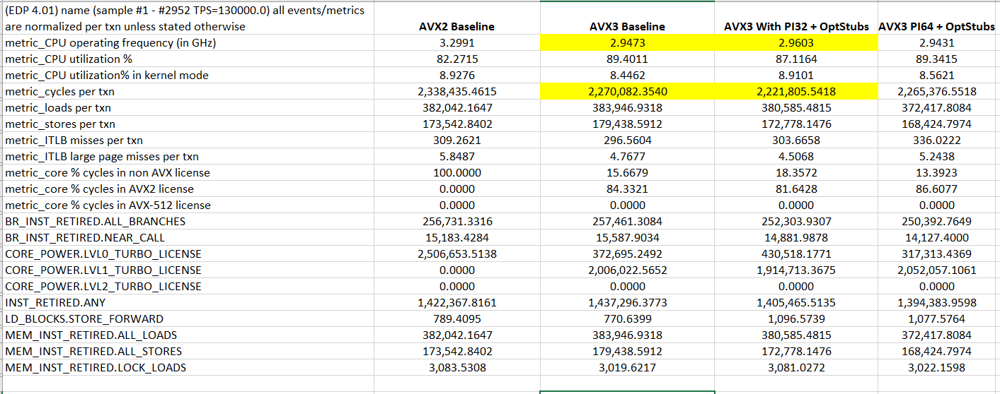 (EDP 4.01) name (sample #1 - #2952 TPS=130000.0) all events/metrics
are normalized per txn unless stated otherwise AVX2 Baseline AVX3 Baseline AVX3 With PI32 + OptStubs AVX3 PI64 + OptStubs
metric_CPU operating frequency (in GHz) 3.2991 2.9473 2.9603 2.9431
metric_CPU utilization % 82.2715 89.4011 87.1164 89.3415
metric_CPU utilization% in kernel mode 8.9276 8.4462 8.9101 8.5621
metric_cycles per txn 2,338,435.4615 2,270,082.3540 2,221,805.5418 2,265,376.5518
metric_loads per txn 382,042.1647 383,946.9318 380,585.4815 372,417.8084
metric_stores per txn 173,542.8402 179,438.5912 172,778.1476 168,424.7974
metric_ITLB misses per txn 309.2621 296.5604 303.6658 336.0222
metric_ITLB large page misses per txn 5.8487 4.7677 4.5068 5.2438
metric_core % cycles in non AVX license 100.0000 15.6679 18.3572 13.3923
metric_core % cycles in AVX2 license 0.0000 84.3321 81.6428 86.6077
metric_core % cycles in AVX-512 license 0.0000 0.0000 0.0000 0.0000
BR_INST_RETIRED.ALL_BRANCHES 256,731.3316 257,461.3084 252,303.9307 250,392.7649
BR_INST_RETIRED.NEAR_CALL 15,183.4284 15,587.9034 14,881.9878 14,127.4000
CORE_POWER.LVL0_TURBO_LICENSE 2,506,653.5138 372,695.2492 430,518.1771 317,313.4369
CORE_POWER.LVL1_TURBO_LICENSE 0.0000 2,006,022.5652 1,914,713.3675 2,052,057.1061
CORE_POWER.LVL2_TURBO_LICENSE 0.0000 0.0000 0.0000 0.0000
INST_RETIRED.ANY 1,422,367.8161 1,437,296.3773 1,405,465.5135 1,394,383.9598
LD_BLOCKS.STORE_FORWARD 789.4095 770.6399 1,096.5739 1,077.5764
MEM_INST_RETIRED.ALL_LOADS 382,042.1647 383,946.9318 380,585.4815 372,417.8084
MEM_INST_RETIRED.ALL_STORES 173,542.8402 179,438.5912 172,778.1476 168,424.7974
MEM_INST_RETIRED.LOCK_LOADS 3,083.5308 3,019.6217 3,081.0272 3,022.1598